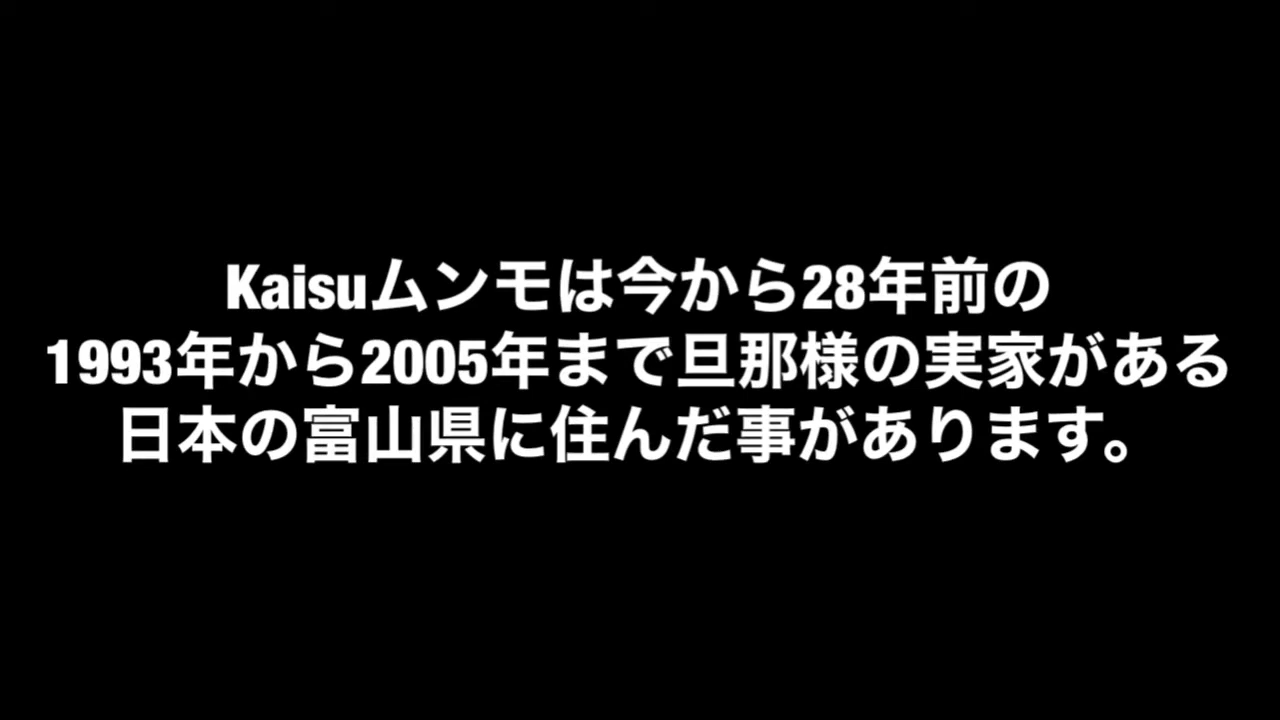 Kaisuムンモは今から28年前の
1993年から2005年まで旦那様の実家がある
日本の富山県に住んだ事があります。